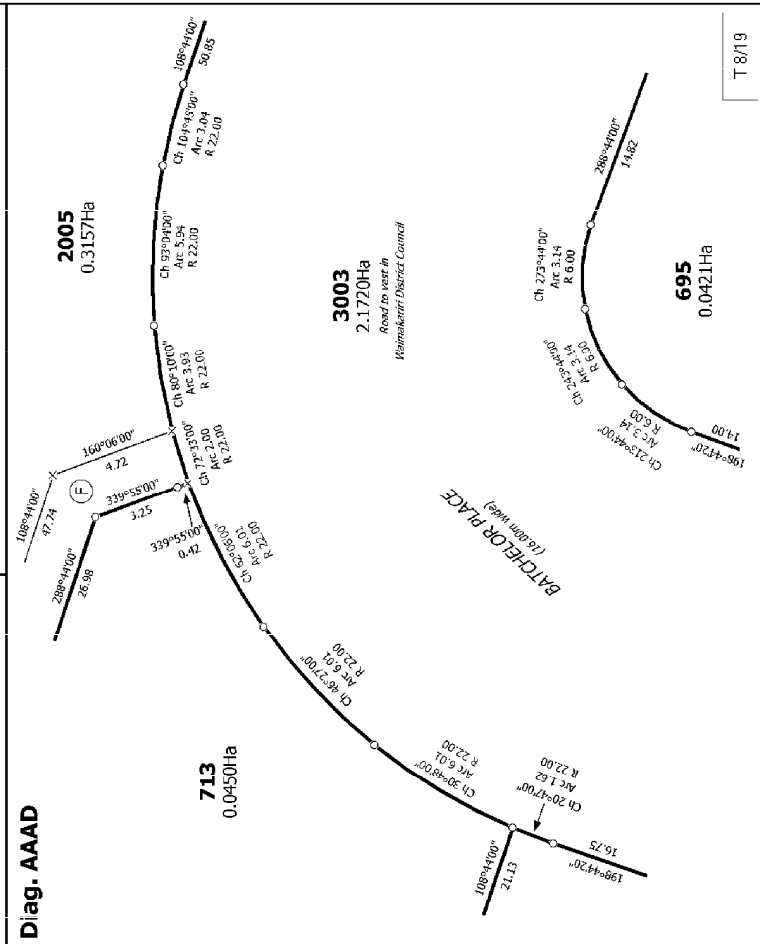 Diag. AAAD
2005
0.3157Ha
108°44'00"
50.85
Ch 104°45'00"
Arc 3.04
R 22.00
Ch 93°04'00"
Arc 5.94
R 22.00
Ch 80°10'00"
Arc 3.93
R 22.00
Ch 72°33'00"
Arc 2.00
R 22.00
160°06'00"
4.72
108°44'00"
47.74
F
339°55'00"
3.25
288°44'00"
26.98
339°55'00"
0.42
Ch 62°06'00"
Arc 6.01
R 22.00
Ch 46°27'00"
Arc 6.01
R 22.00
Ch 30°48'00"
Arc 6.01
R 22.00
Ch 20°47'00"
Arc 1.62
R 22.00
108°44'00"
21.13
198°44'20"
16.75
713
0.0450Ha
3003
2.1720Ha
Road to vest in
Waimakariri District Council
BATCHELOR PLACE
(16.00m wide)
288°44'00"
14.82
Ch 273°44'00"
Arc 3.14
R 6.00
Ch 243°44'00"
Arc 3.14
R 6.00
Ch 213°44'00"
Arc 3.14
R 6.00
198°44'20"
14.00
695
0.0421Ha
T 8/19